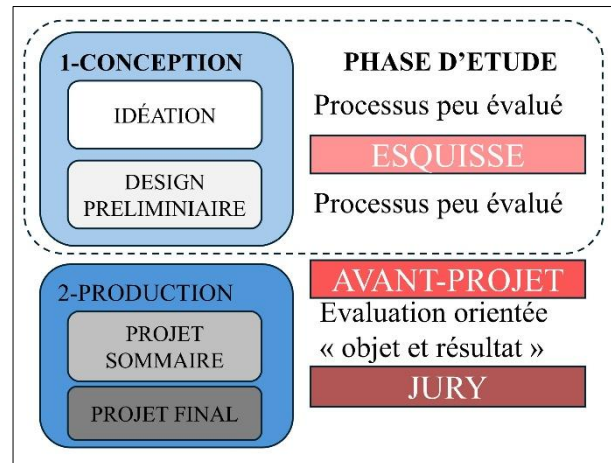 1-CONCEPTION
PHASE D'ETUDE
IDÉATION
Processus peu évalué
ESQUISSE
DESIGN
PRELIMINIAIRE
Processus peu évalué
2-PRODUCTION
AVANT-PROJET
PROJET
SOMMAIRE
Evaluation orientée
« objet et résultat »
PROJET FINAL
JURY